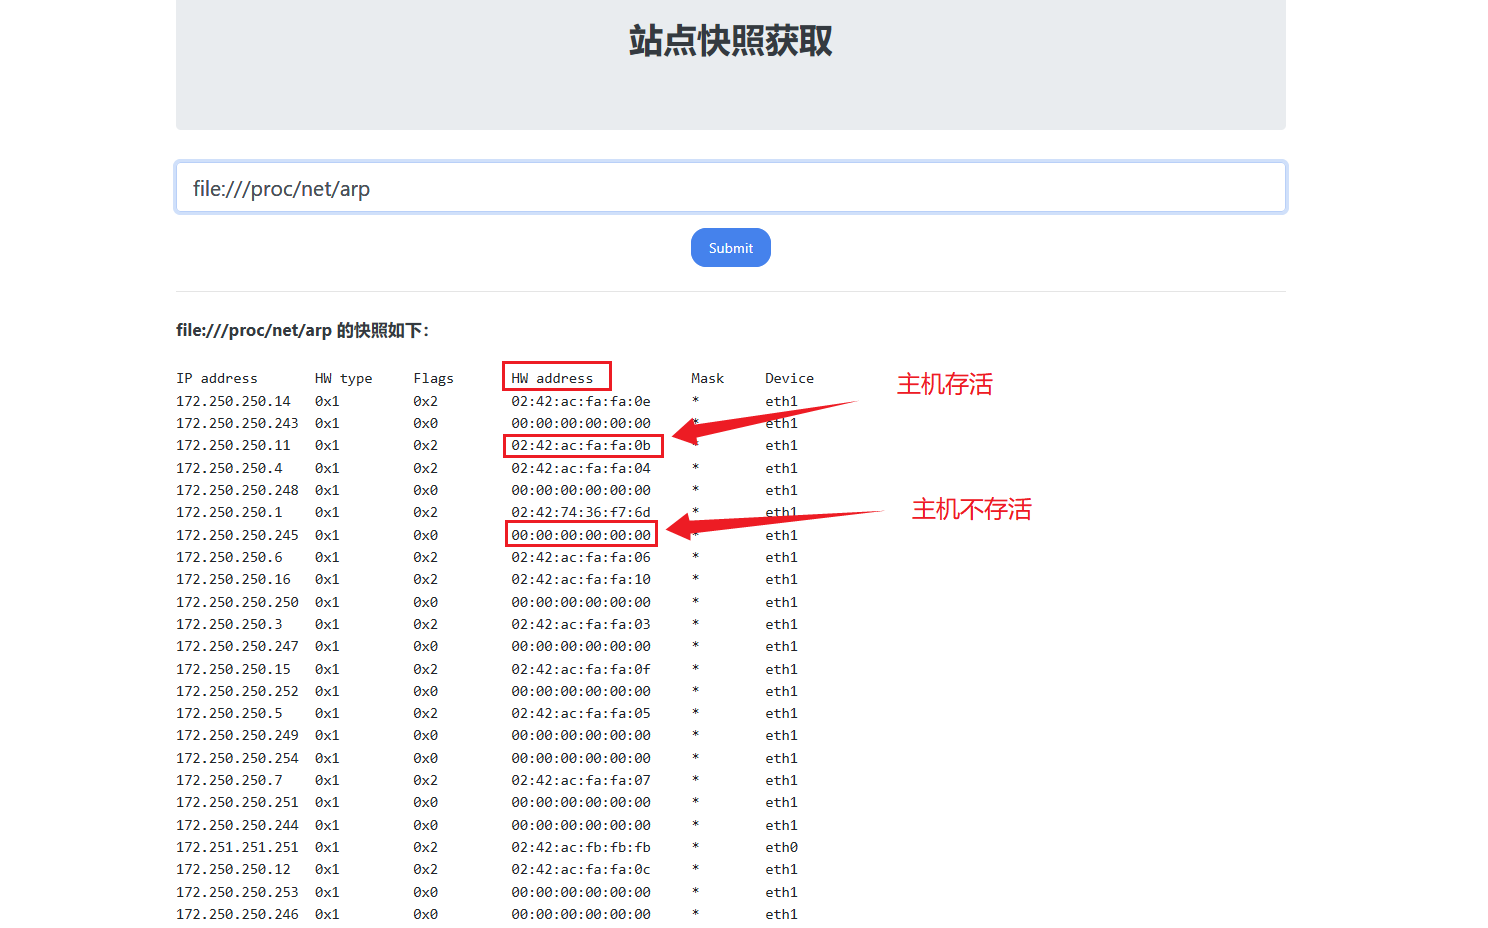 站点快照获取
file:///proc/net/arp
Submit
file:///proc/net/arp 的快照如下:
IP address HW type Flags HW address Mask Device
主机存活
172.250.250.14 0x1 0x2 02:42:ac:fa:fa:0e * eth1
172.250.250.243 0x1 0x0 00:00:00:00:00:00 * eth1
172.250.250.11 0x1 0x2 02:42:ac:fa:fa:0b * eth1
172.250.250.4 0x1 0x2 02:42:ac:fa:fa:04 * eth1
172.250.250.248 0x1 0x0 00:00:00:00:00:00 * eth1
172.250.250.1 0x1 0x2 02:42:74:36:f7:6d * eth1
主机不存活
172.250.250.245 0x1 0x0 00:00:00:00:00:00 * eth1
172.250.250.6 0x1 0x2 02:42:ac:fa:fa:06 * eth1
172.250.250.16 0x1 0x2 02:42:ac:fa:fa:10 * eth1
172.250.250.250 0x1 0x0 00:00:00:00:00:00 * eth1
172.250.250.3 0x1 0x2 02:42:ac:fa:fa:03 * eth1
172.250.250.247 0x1 0x0 00:00:00:00:00:00 * eth1
172.250.250.15 0x1 0x2 02:42:ac:fa:fa:0f * eth1
172.250.250.252 0x1 0x0 00:00:00:00:00:00 * eth1
172.250.250.5 0x1 0x2 02:42:ac:fa:fa:05 * eth1
172.250.250.249 0x1 0x0 00:00:00:00:00:00 * eth1
172.250.250.254 0x1 0x0 00:00:00:00:00:00 * eth1
172.250.250.7 0x1 0x2 02:42:ac:fa:fa:07 * eth1
172.250.250.251 0x1 0x0 00:00:00:00:00:00 * eth1
172.250.250.244 0x1 0x0 00:00:00:00:00:00 * eth1
172.251.251.251 0x1 0x2 02:42:ac:fb:fb:fb * eth0
172.250.250.12 0x1 0x2 02:42:ac:fa:fa:0c * eth1
172.250.250.253 0x1 0x0 00:00:00:00:00:00 * eth1
172.250.250.246 0x1 0x0 00:00:00:00:00:00 * eth1